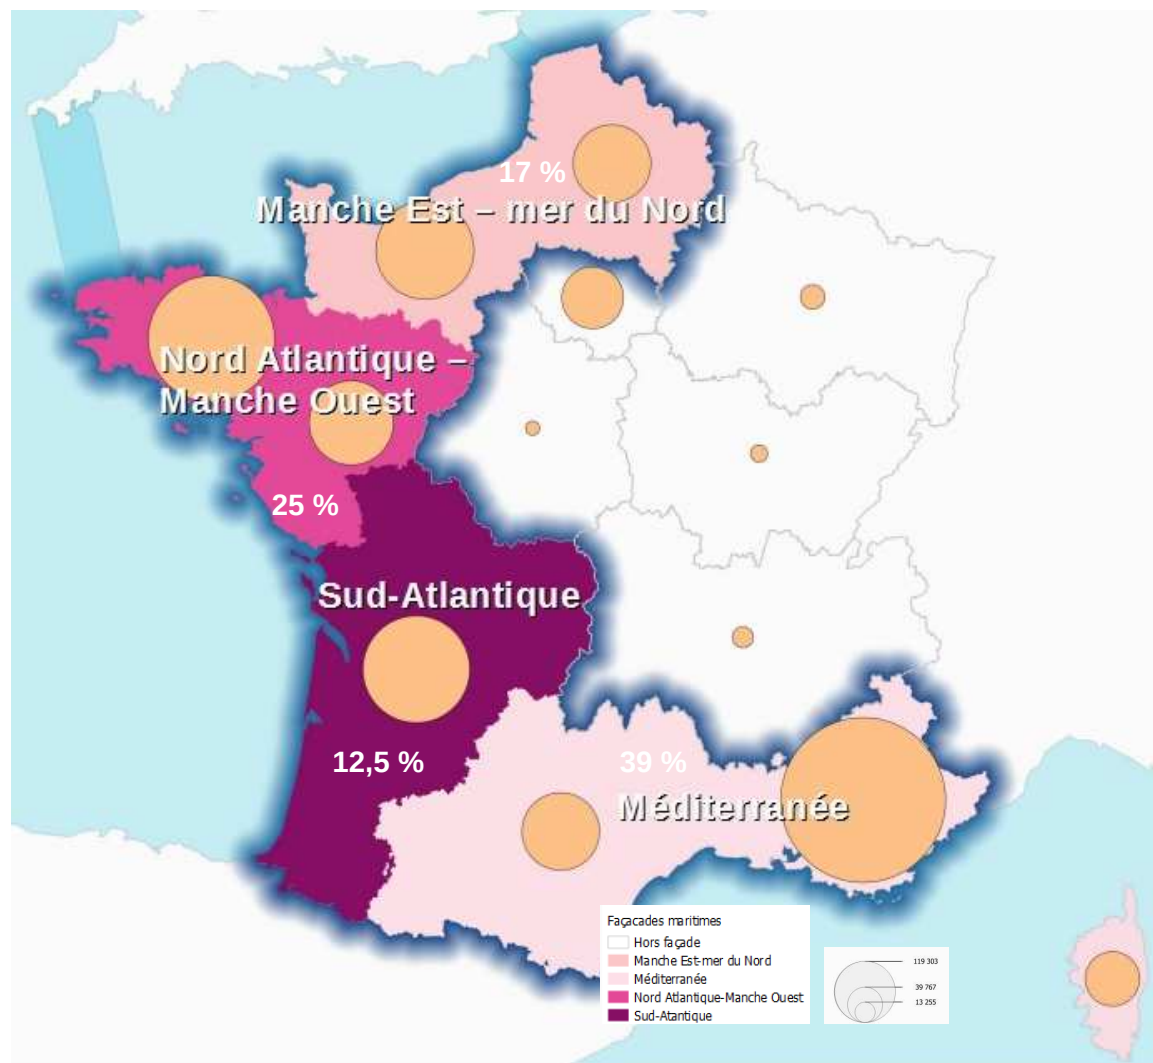 17 %
Manche Est – mer du Nord
Nord Atlantique –
Manche Ouest
25 %
Sud-Atlantique
12,5 %
39 %
Méditerranée
Façacades maritimes
Hors façade
Manche Est-mer du Nord
Méditerranée
Nord Atlantique-Manche Ouest
Sud-Atantique
119 303
39 767
13 255